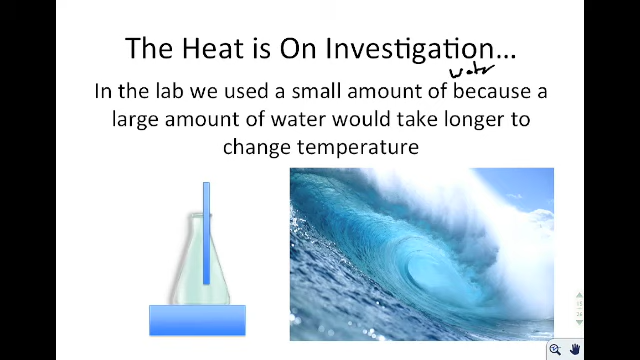 The Heat is On Investigation...
water
In the lab we used a small amount of because a
large amount of water would take longer to
change temperature